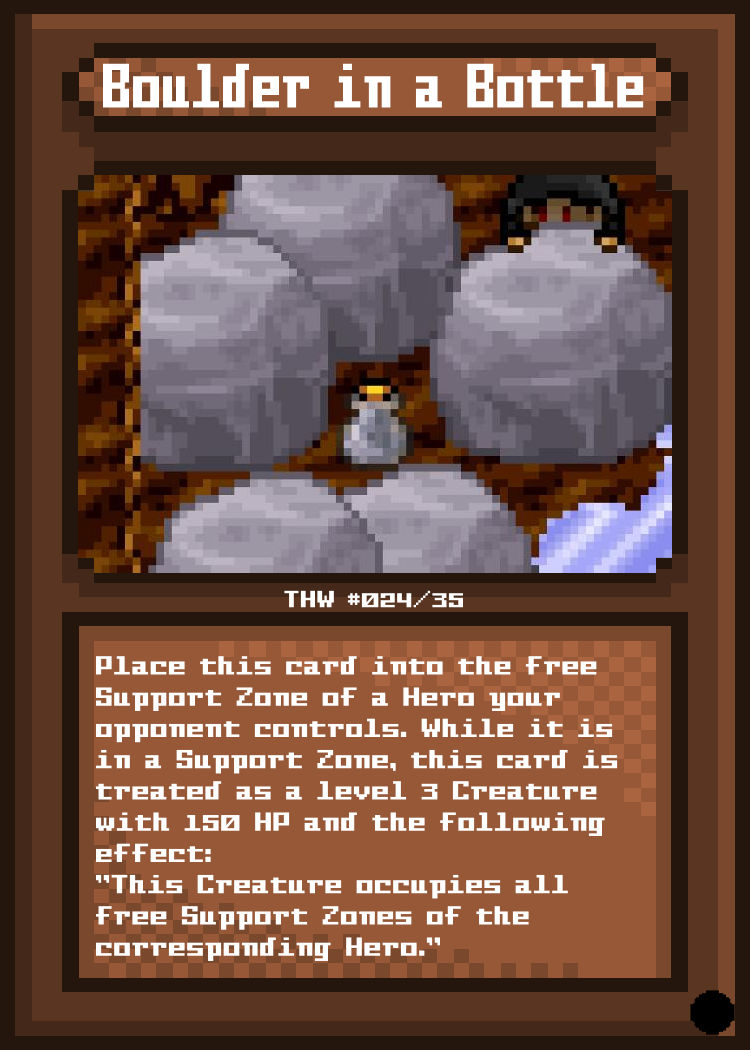 Boulder in a Bottle
THW #024/35
Place this card into the free
Support Zone of a Hero your
opponent controls. While it is
in a Support Zone, this card is
treated as a level 3 Creature
with 150 HP and the following
effect:
"This Creature occupies all
free Support Zones of the
corresponding Hero."